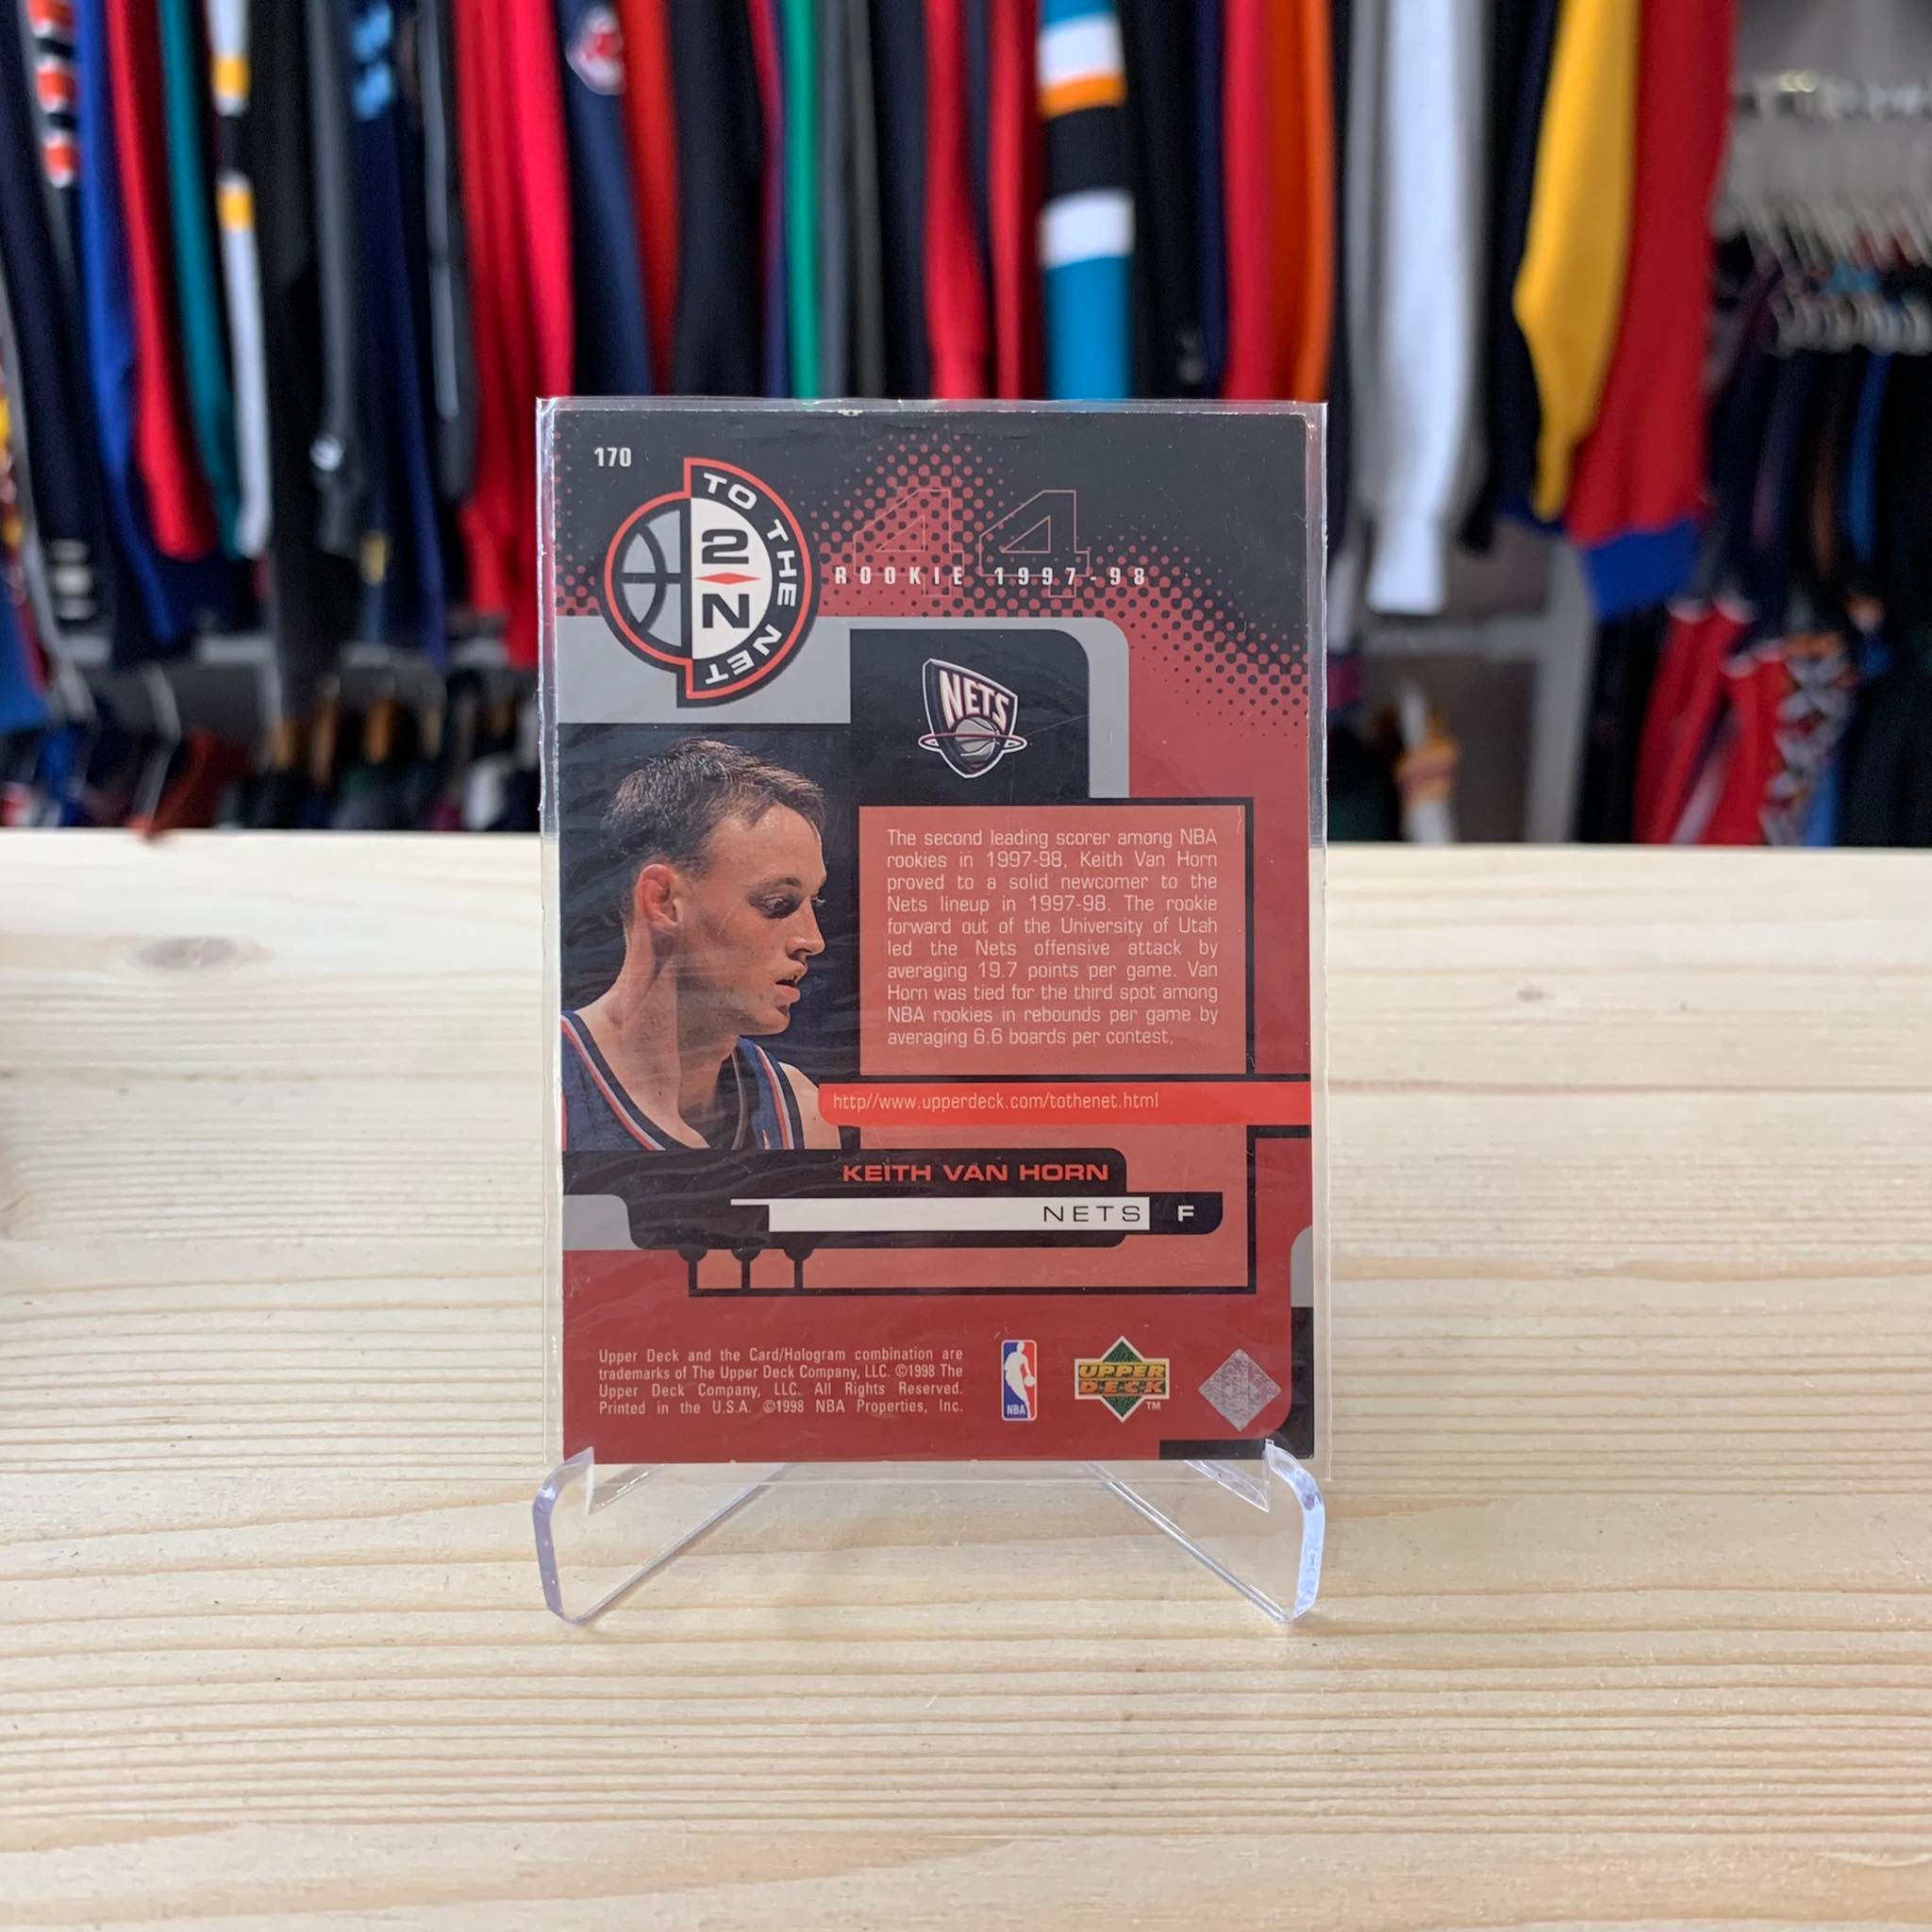 170
TO THE NET
2
N
44
ROOKIE 1997-98
NETS
The second leading scorer among NBA
rookies in 1997-98, Keith Van Horn
proved to a solid newcomer to the
Nets lineup in 1997-98. The rookie
forward out of the University of Utah
led the Nets offensive attack by
averaging 19.7 points per game. Van
Horn was tied for the third spot among
NBA rookies in rebounds per game by
averaging 6.6 boards per contest,
http//www.upperdeck.com/tothenet.html
KEITH VAN HORN
NETS F
Upper Deck and the Card/Hologram combination are
trademarks of The Upper Deck Company, LLC. ©1998 The
Upper Deck Company, LLC. All Rights Reserved.
Printed in the U.S.A. ©1998 NBA Properties, Inc.
NBA
UPPER
DECK
TM